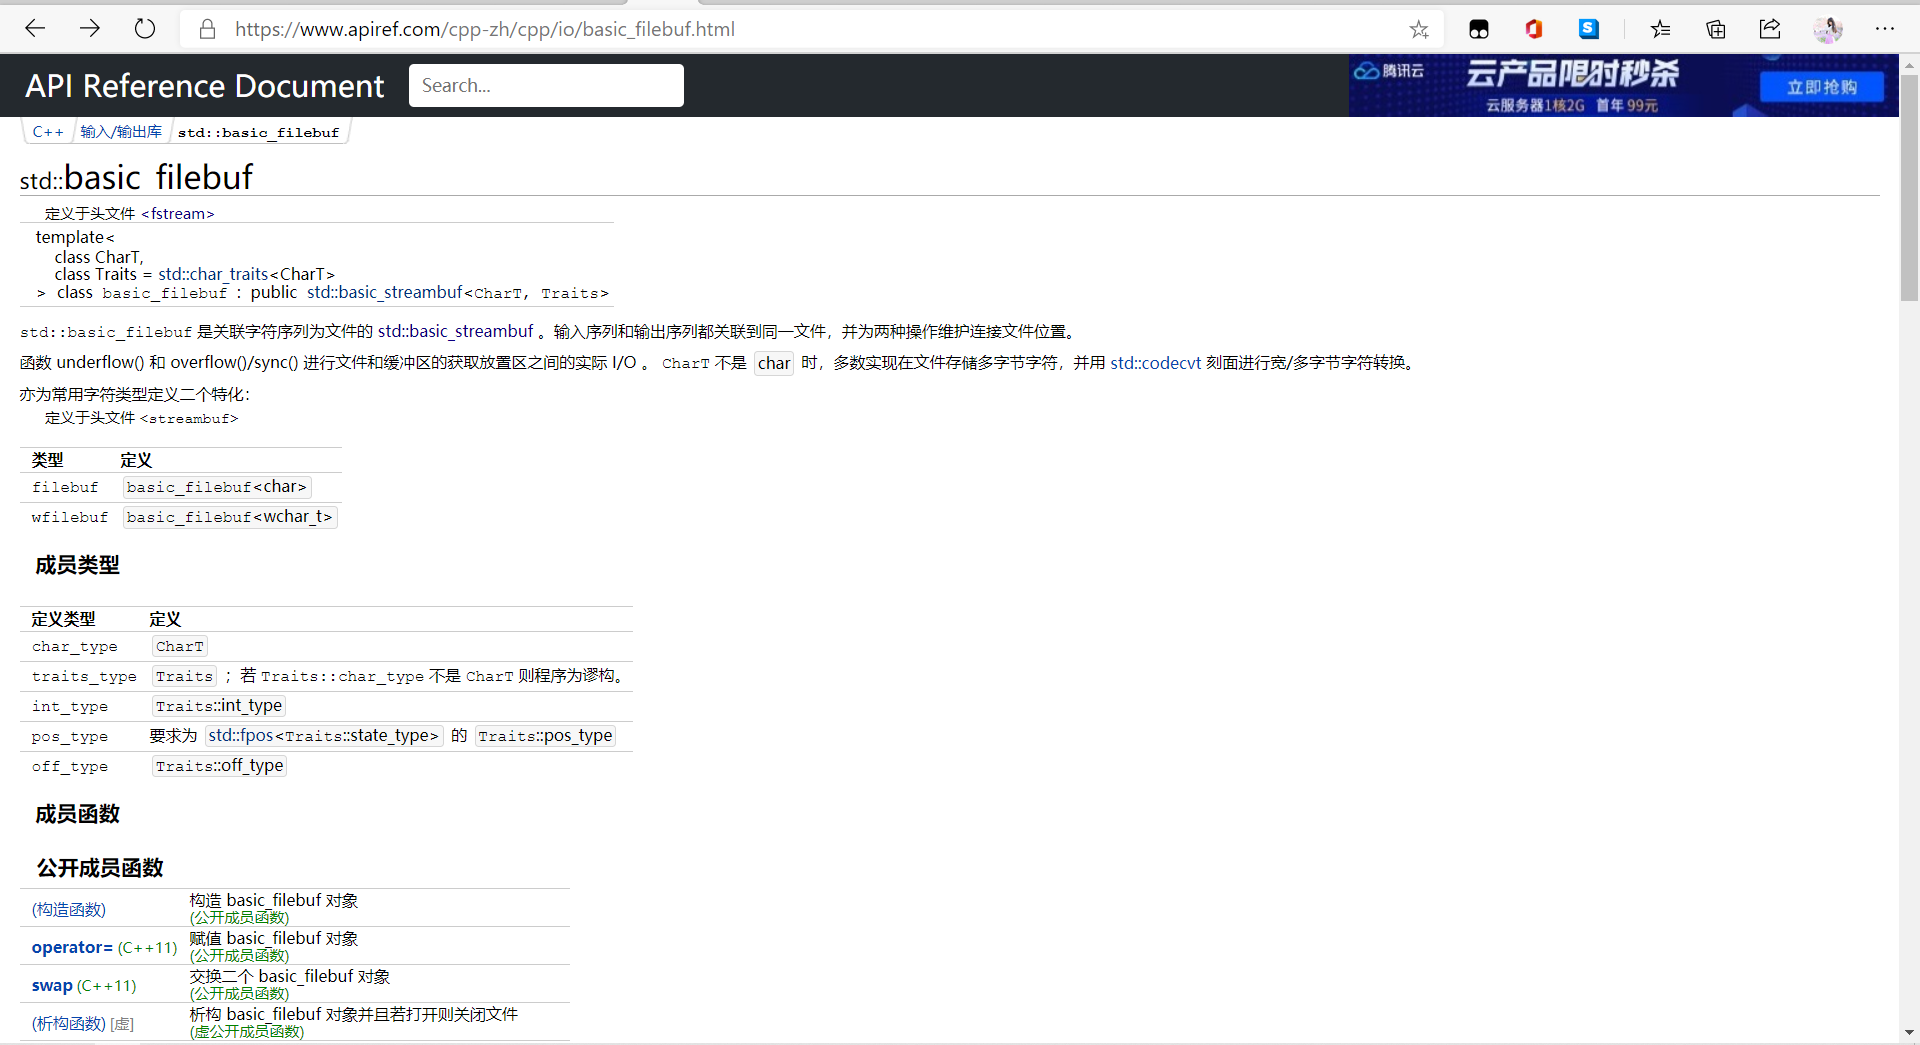 https://www.apiref.com/cpp-zh/cpp/io/basic_filebuf.html
API Reference Document
Search...
腾讯云
云产品限时秒杀
云服务器1核2G 首年 99元
立即抢购
C++ 输入/输出库 std::basic_filebuf
std::basic_filebuf
定义于头文件 <fstream>
template<
class CharT,
class Traits = std::char_traits<CharT>
> class basic_filebuf : public std::basic_streambuf<CharT, Traits>
std::basic_filebuf 是关联字符序列为文件的 std::basic_streambuf 。输入序列和输出序列都关联到同一文件，并为两种操作维护连接文件位置。
函数 underflow() 和 overflow()/sync() 进行文件和缓冲区的获取放置区之间的实际 I/O 。 CharT 不是 char 时，多数实现在文件存储多字节字符，并用 std::codecvt 刻面进行宽/多字节字符转换。
亦为常用字符类型定义二个特化：
定义于头文件 <streambuf>
类型 定义
filebuf basic_filebuf<char>
wfilebuf basic_filebuf<wchar_t>
成员类型
定义类型 定义
char_type CharT
traits_type Traits ；若 Traits::char_type 不是 CharT 则程序为谬构。
int_type Traits::int_type
pos_type 要求为 std::fpos<Traits::state_type> 的 Traits::pos_type
off_type Traits::off_type
成员函数
公开成员函数
(构造函数) 构造 basic_filebuf 对象
(公开成员函数)
operator= (C++11) 赋值 basic_filebuf 对象
(公开成员函数)
swap (C++11) 交换二个 basic_filebuf 对象
(公开成员函数)
(析构函数) [虚] 析构 basic_filebuf 对象并且若打开则关闭文件
(虚公开成员函数)